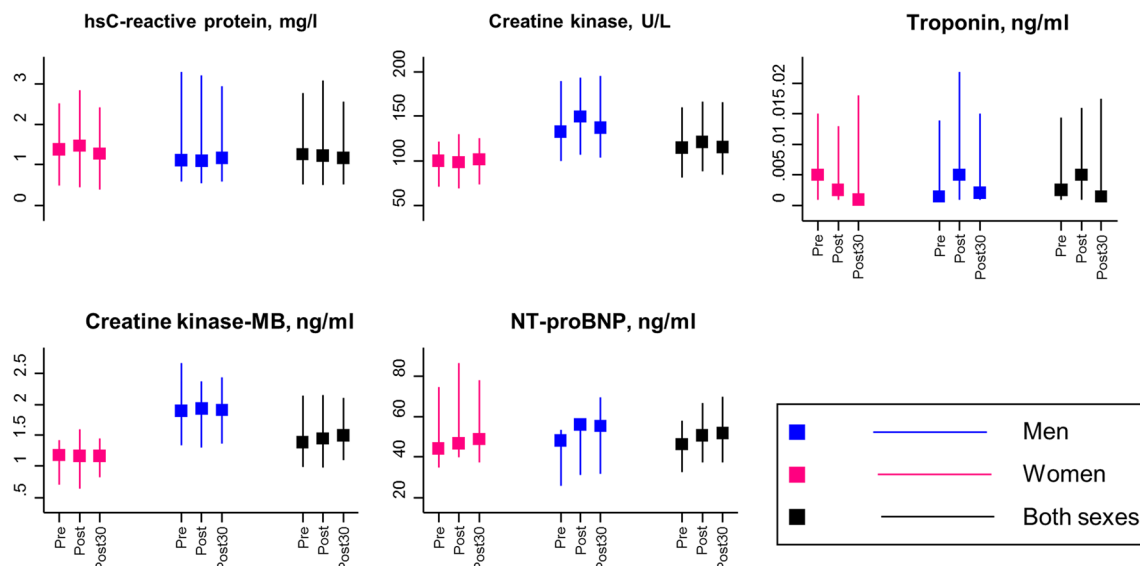 hsC-reactive protein, mg/l
Creatine kinase, U/L
Troponin, ng/ml
3
2
1
0
200
150
100
50
0 .005.01.015.02
Pre
Post
Post30
Pre
Post
Post30
Pre
Post
Post30
Creatine kinase-MB, ng/ml
NT-proBNP, ng/ml
2.5
2
1.5
1
.5
80
60
40
20
Pre
Post
Post30
Pre
Post
Post30
Pre
Post
Post30
Pre
Post
Post30
Pre
Post
Post30
Pre
Post
Post30
Men
Women
Both sexes